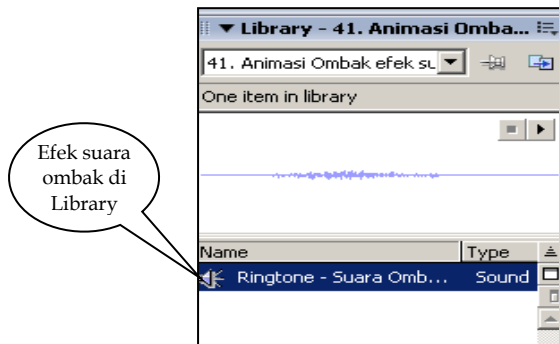 Library - 41. Animasi Omba...
41. Animasi Ombak efek su
One item in library
Efek suara
ombak di
Library
Name Type
Ringtone - Suara Omb... Sound